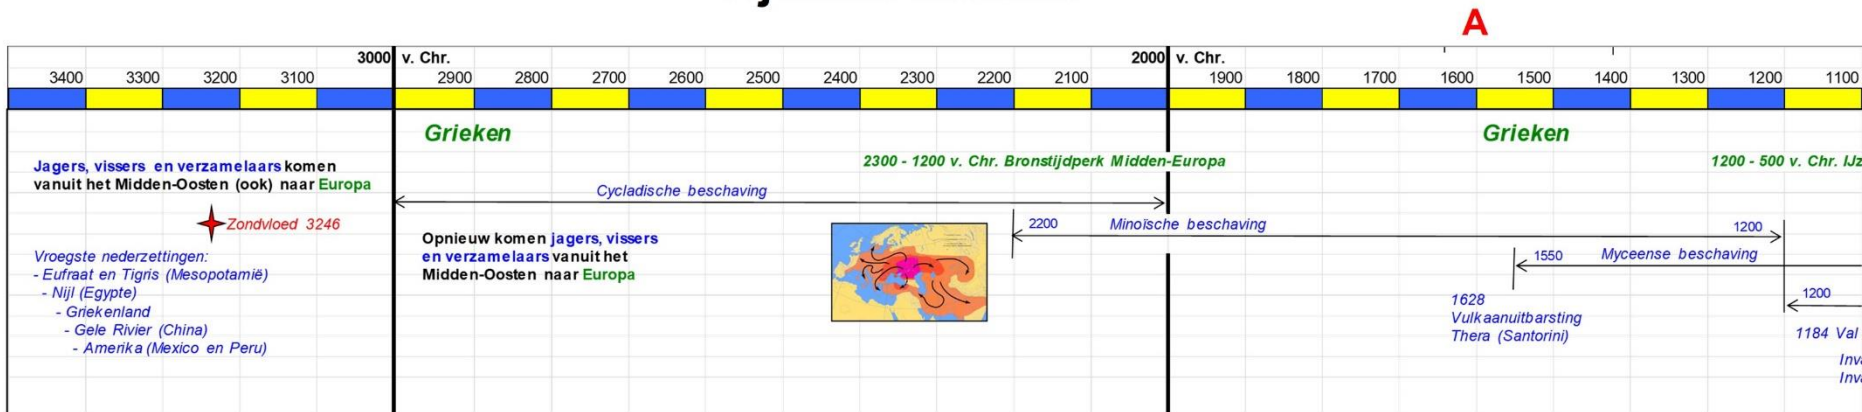 A
3000 v. Chr. 2000 v. Chr.
3400 3300 3200 3100 2900 2800 2700 2600 2500 2400 2300 2200 2100 1900 1800 1700 1600 1500 1400 1300 1200 1100
Grieken
Grieken
2300 - 1200 v. Chr. Bronstijdperk Midden-Europa
1200 - 500 v. Chr. IJz
Jagers, vissers en verzamelaars komen
vanuit het Midden-Oosten (ook) naar Europa
Zondvloed 3246
Vroegste nederzettingen:
- Eufraat en Tigris (Mesopotamië)
- Nijl (Egypte)
- Griekenland
- Gele Rivier (China)
- Amerika (Mexico en Peru)
Cycladische beschaving
Opnieuw komen jagers, vissers
en verzamelaars vanuit het
Midden-Oosten naar Europa
2200 Minoïsche beschaving 1200
1550 Myceense beschaving
1628
Vulkaanuitbarsting
Thera (Santorini)
1200
1184 Val
Inva
Inva